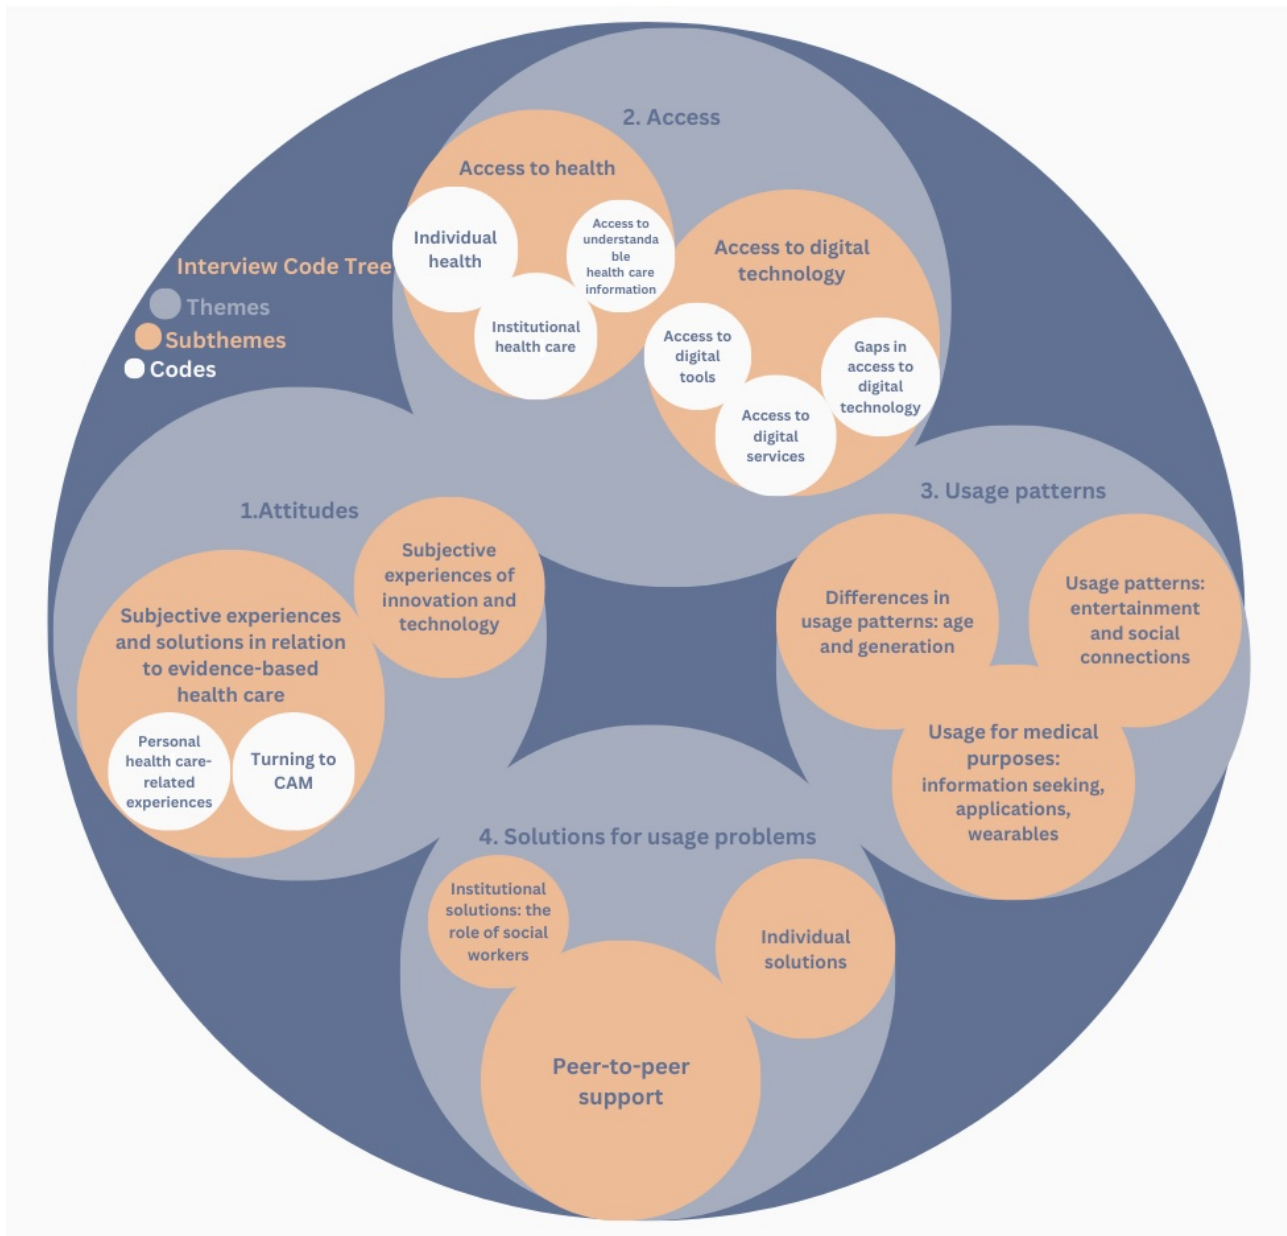 2. Access
Access to health
Individual
health
Access to
understanda
ble
health care
information
Institutional
health care
Access to digital
technology
Access to
digital
tools
Access to
digital
services
Gaps in
access to
digital
technology
Interview Code Tree
Themes
Subthemes
Codes
1.Attitudes
Subjective
experiences of
innovation and
technology
Subjective experiences
and solutions in relation
to evidence-based
health care
Personal
health care-
related
experiences
Turning to
CAM
3. Usage patterns
Differences in
usage patterns: age
and generation
Usage patterns:
entertainment
and social
connections
Usage for medical
purposes:
information seeking,
applications,
wearables
4. Solutions for usage problems
Institutional
solutions: the
role of social
workers
Individual
solutions
Peer-to-peer
support